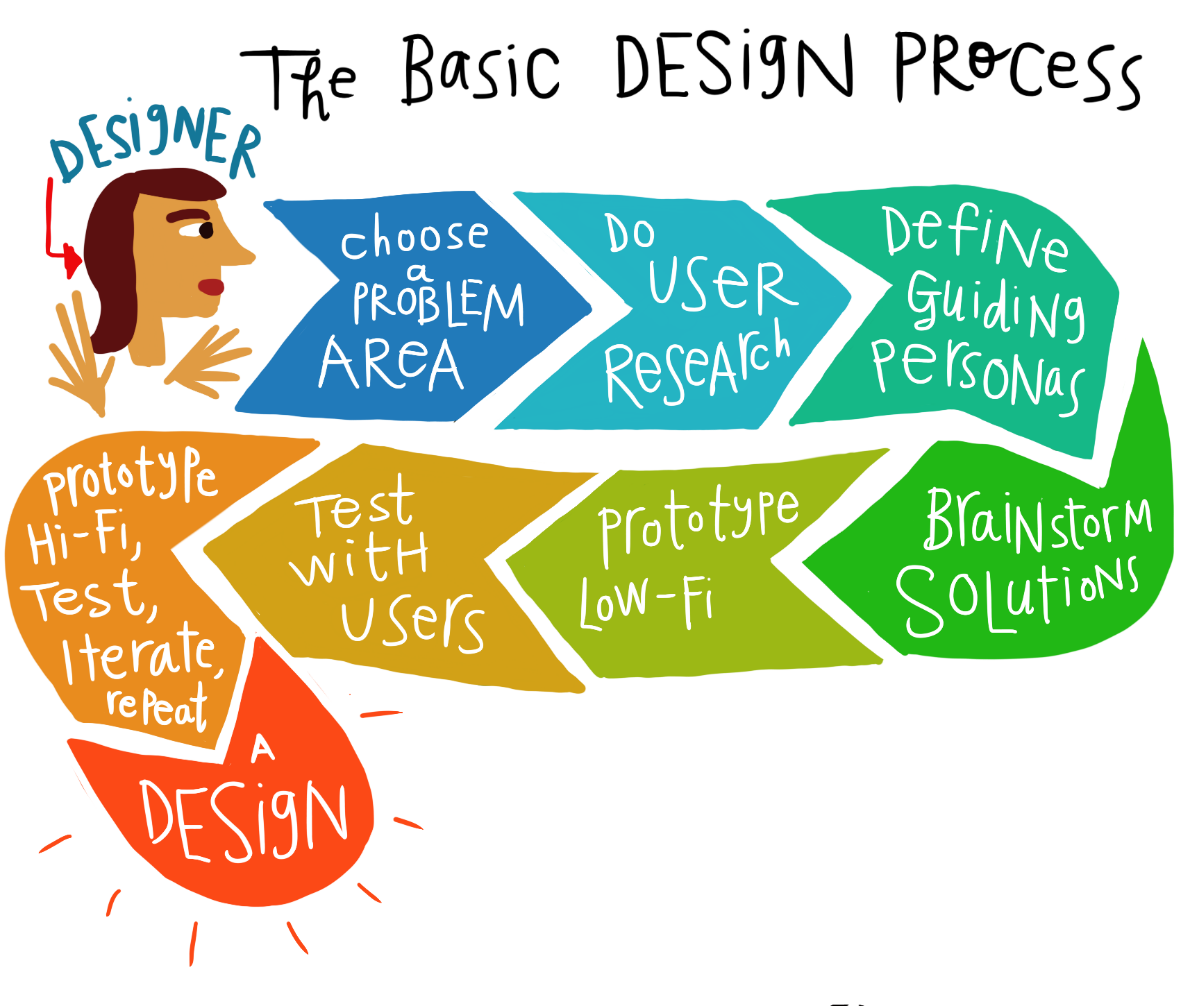 The Basic DESiGN PRoCess
DESiGNER
choose
a
PROBLEM
AReA
Do
USeR
ReseArch
DefiNe
Guiding
PersoNas
BraiNstorM
SoLutioNs
Prototype
Low-Fi
Test
witH
Users
Prototype
Hi-Fi,
Test,
Iterate,
repeat
A
DESigN